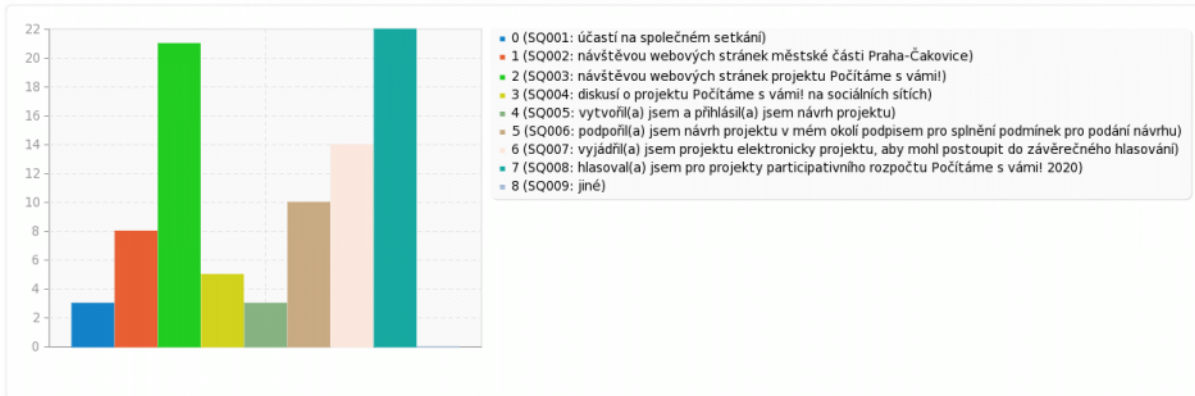 22
20
18
16
14
12
10
8
6
4
2
0
0 (SQ001: účastí na společném setkání)
1 (SQ002: návštěvou webových stránek městské části Praha-Čakovice)
2 (SQ003: návštěvou webových stránek projektu Počítáme s vámi!)
3 (SQ004: diskusí o projektu Počítáme s vámi! na sociálních sítích)
4 (SQ005: vytvořil(a) jsem a přihlásil(a) jsem návrh projektu)
5 (SQ006: podpořil(a) jsem návrh projektu v mém okolí podpisem pro splnění podmínek pro podání návrhu)
6 (SQ007: vyjádřil(a) jsem projektu elektronicky projektu, aby mohl postoupit do závěrečného hlasování)
7 (SQ008: hlasoval(a) jsem pro projekty participativního rozpočtu Počítáme s vámi! 2020)
8 (SQ009: jiné)